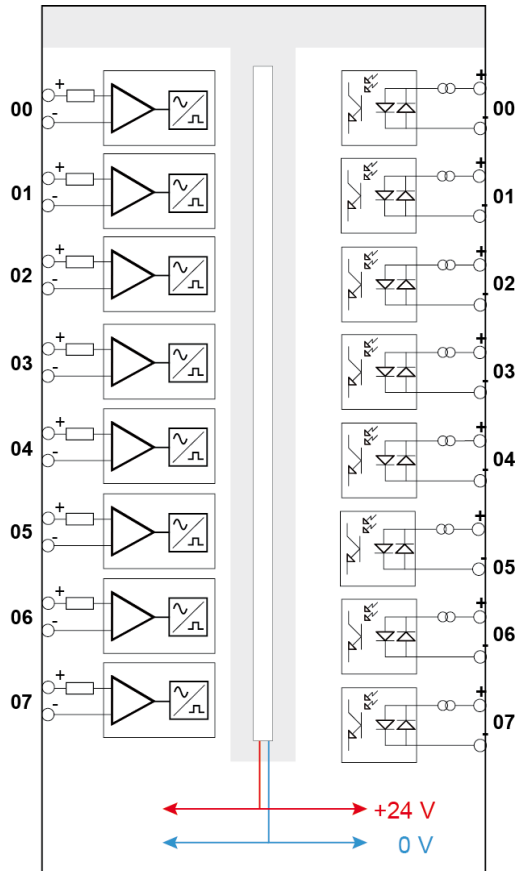 + +
00 - - 00
+ +
01 - - 01
+ +
02 - - 02
+ +
03 - - 03
+ +
04 - - 04
+ +
05 - - 05
+ +
06 - - 06
+ +
07 - - 07
+24 V
0 V